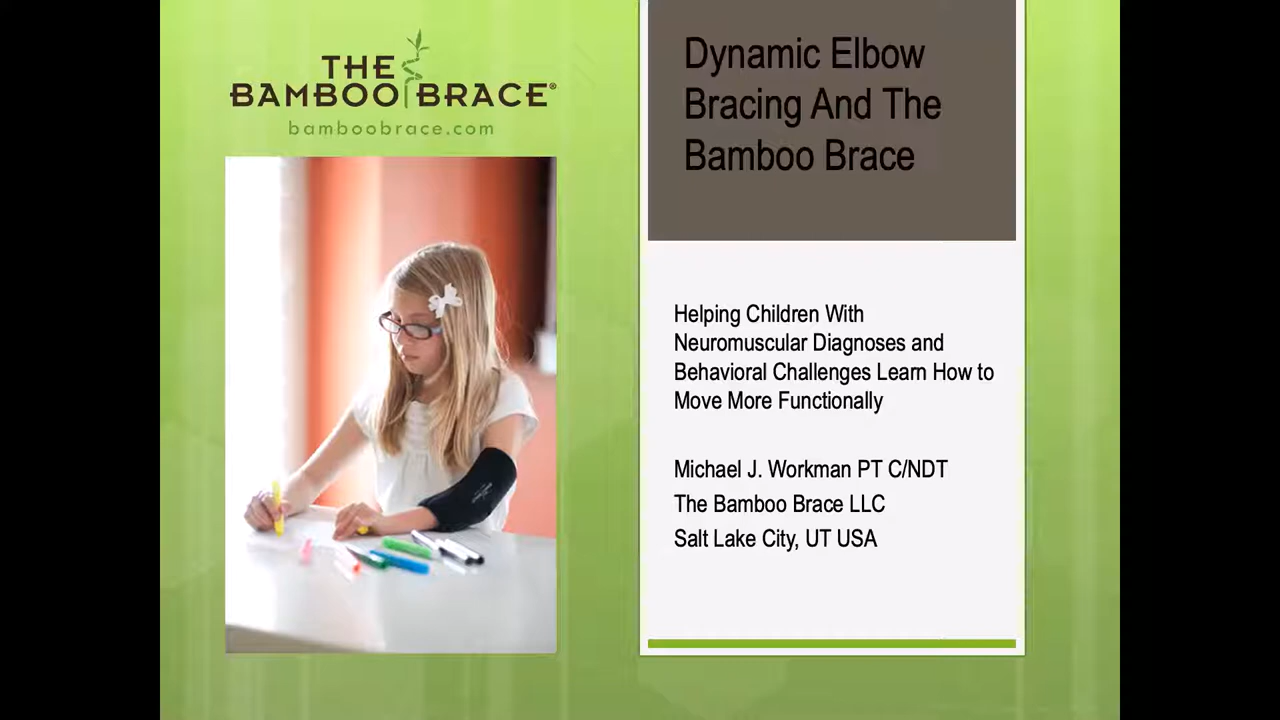 THE
BAMBOO BRACE®
bamboobrace.com
Dynamic Elbow
Bracing And The
Bamboo Brace
Helping Children With
Neuromuscular Diagnoses and
Behavioral Challenges Learn How to
Move More Functionally
Michael J. Workman PT C/NDT
The Bamboo Brace LLC
Salt Lake City, UT USA